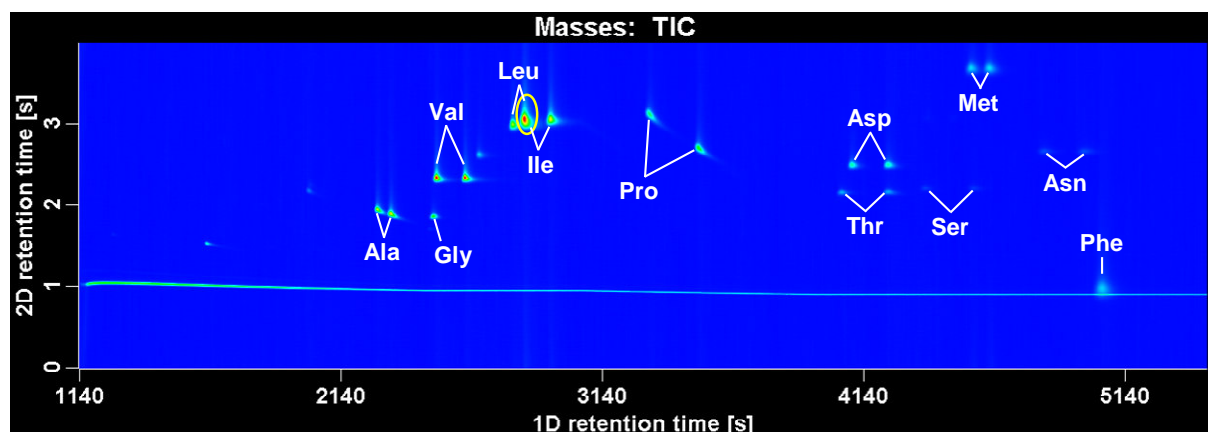 Masses: TIC
Leu
Met
Val
Asp
Ile
Pro
Asn
Thr
Ser
Ala
Gly
Phe
2D retention time [s]
3
2
1
0
1140
2140
3140
4140
5140
1D retention time [s]